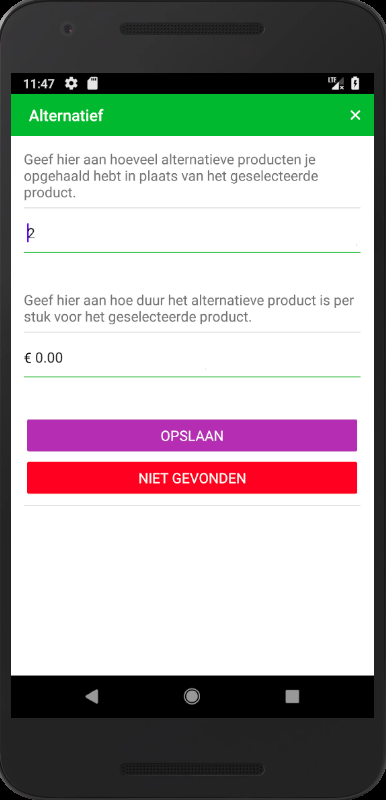 11:47
LTE
Alternatief
Geef hier aan hoeveel alternatieve producten je
opgehaald hebt in plaats van het geselecteerde
product.
2
Geef hier aan hoe duur het alternatieve product is per
stuk voor het geselecteerde product.
€ 0.00
OPSLAAN
NIET GEVONDEN